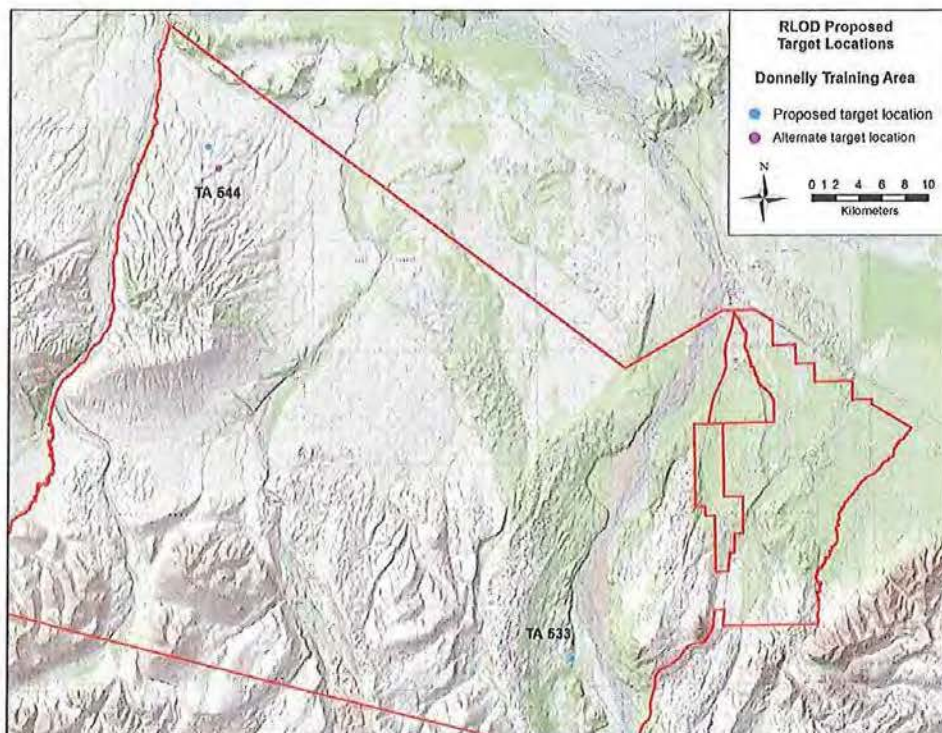 RLOD Proposed
Target Locations
Donnelly Training Area
Proposed target location
Alternate target location
N
0 1 2 4 6 8 10
Kilometers
TA 544
TA 533